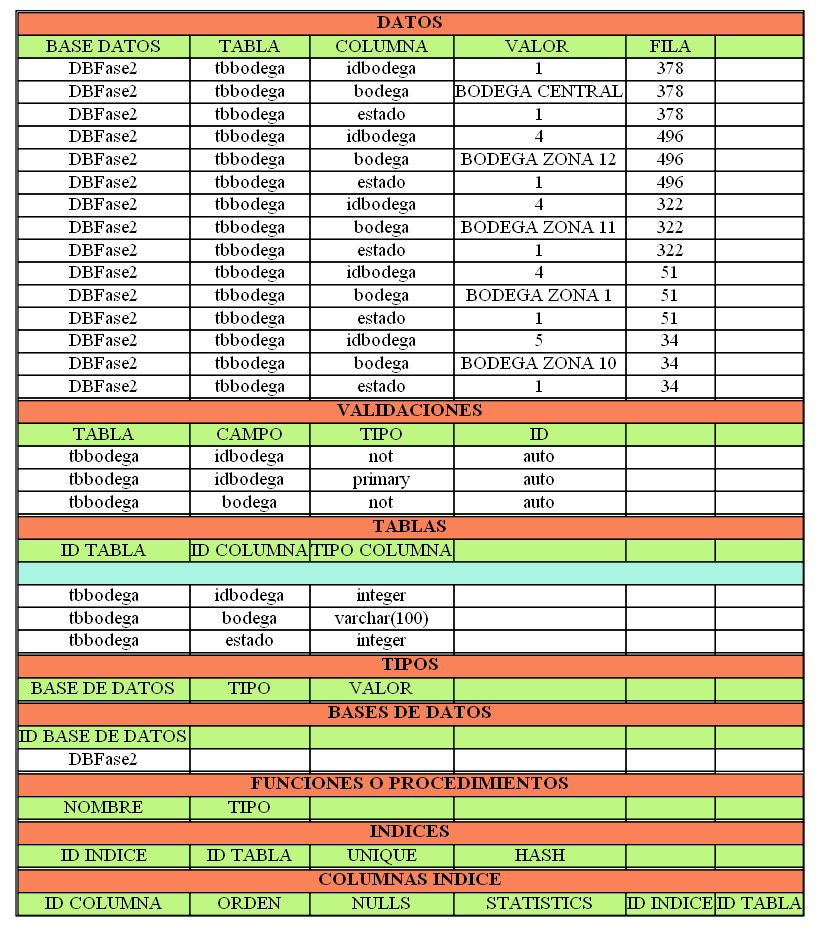 DATOS
BASE DATOS TABLA COLUMNA VALOR FILA
DBFase2 tbbodega idbodega 1 378
DBFase2 tbbodega bodega BODEGA CENTRAL 378
DBFase2 tbbodega estado 1 378
DBFase2 tbbodega idbodega 4 496
DBFase2 tbbodega bodega BODEGA ZONA 12 496
DBFase2 tbbodega estado 1 496
DBFase2 tbbodega idbodega 4 322
DBFase2 tbbodega bodega BODEGA ZONA 11 322
DBFase2 tbbodega estado 1 322
DBFase2 tbbodega idbodega 4 51
DBFase2 tbbodega bodega BODEGA ZONA 1 51
DBFase2 tbbodega estado 1 51
DBFase2 tbbodega idbodega 5 34
DBFase2 tbbodega bodega BODEGA ZONA 10 34
DBFase2 tbbodega estado 1 34
VALIDACIONES
TABLA CAMPO TIPO ID
tbbodega idbodega not auto
tbbodega idbodega primary auto
tbbodega bodega not auto
TABLAS
ID TABLA ID COLUMNA TIPO COLUMNA
tbbodega idbodega integer
tbbodega bodega varchar(100)
tbbodega estado integer
TIPOS
BASE DE DATOS TIPO VALOR
BASES DE DATOS
ID BASE DE DATOS
DBFase2
FUNCIONES O PROCEDIMIENTOS
NOMBRE TIPO
INDICES
ID INDICE ID TABLA UNIQUE HASH
COLUMNAS INDICE
ID COLUMNA ORDEN NULLS STATISTICS ID INDICE ID TABLA